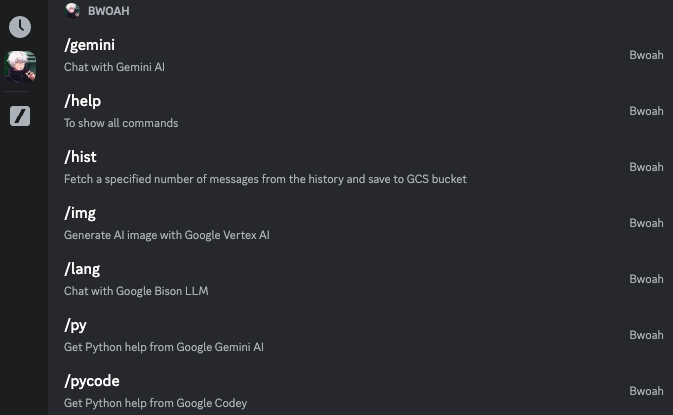 BWOAH
/gemini
Chat with Gemini AI
Bwoah
/help
To show all commands
Bwoah
/hist
Fetch a specified number of messages from the history and save to GCS bucket
Bwoah
/img
Generate AI image with Google Vertex AI
Bwoah
/lang
Chat with Google Bison LLM
Bwoah
/py
Get Python help from Google Gemini AI
Bwoah
/pycode
Get Python help from Google Codey
Bwoah